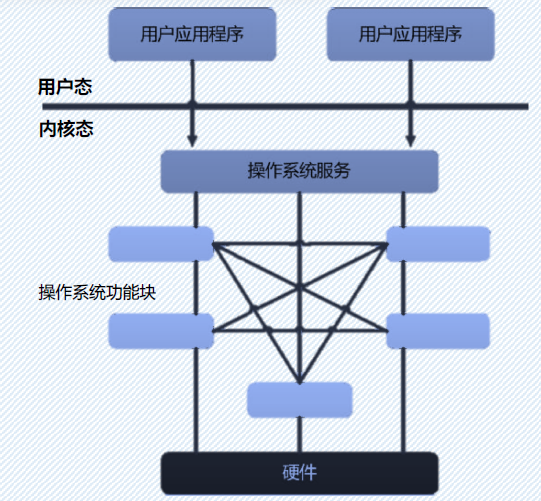 用户应用程序
用户应用程序
用户态
内核态
操作系统服务
操作系统功能块
硬件